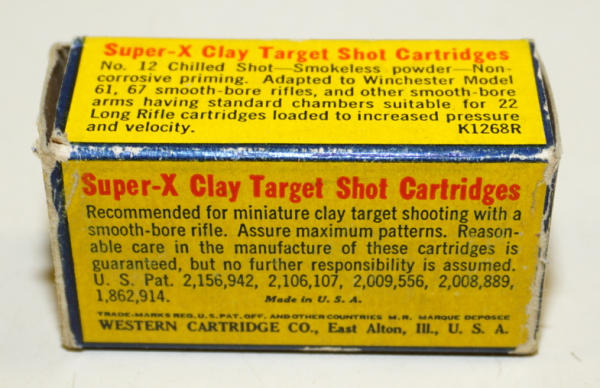 Super-X Clay Target Shot Cartridges
No. 12 Chilled Shot—Smokeless powder—Non-
corrosive priming. Adapted to Winchester Model
61, 67 smooth-bore rifles, and other smooth-bore
arms having standard chambers suitable for 22
Long Rifle cartridges loaded to increased pressure
and velocity. K1268R
Super-X Clay Target Shot Cartridges
Recommended for miniature clay target shooting with a
smooth-bore rifle. Assure maximum patterns. Reason-
able care in the manufacture of these cartridges is
guaranteed, but no further responsibility is assumed.
U. S. Pat. 2,156,942, 2,106,107, 2,009,556, 2,008,889,
1,862,914. Made in U. S. A.
TRADE-MARKS REG. U.S. PAT. OFF. AND OTHER COUNTRIES M.R. MARQUE DEPOSEE
WESTERN CARTRIDGE CO., East Alton, Ill., U. S. A.